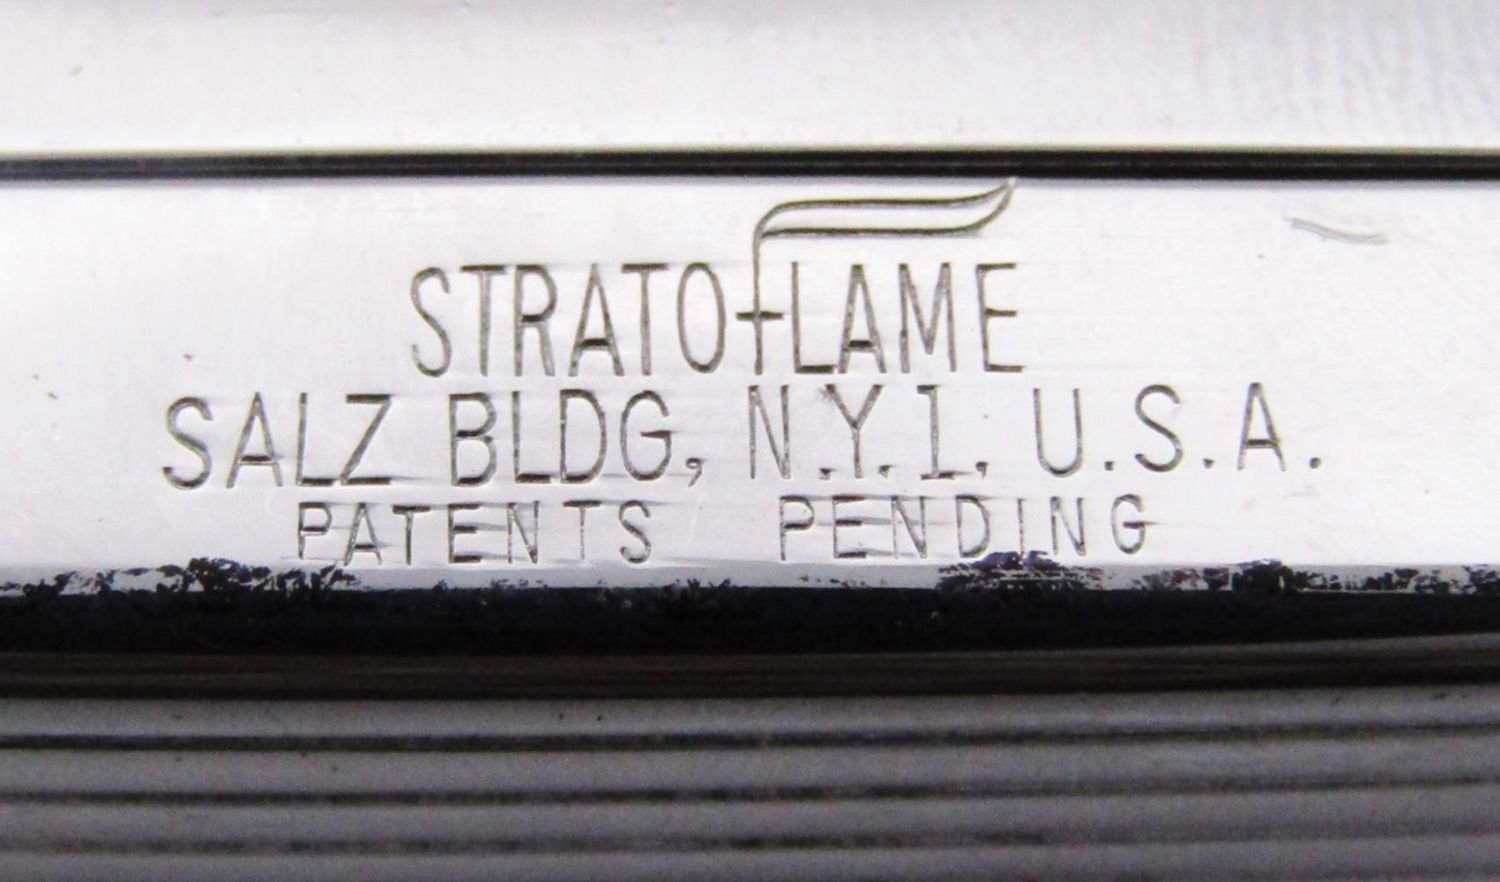 STRATOfLAME
SALZ BLDG, N.Y.1. U.S.A.
PATENTS PENDING